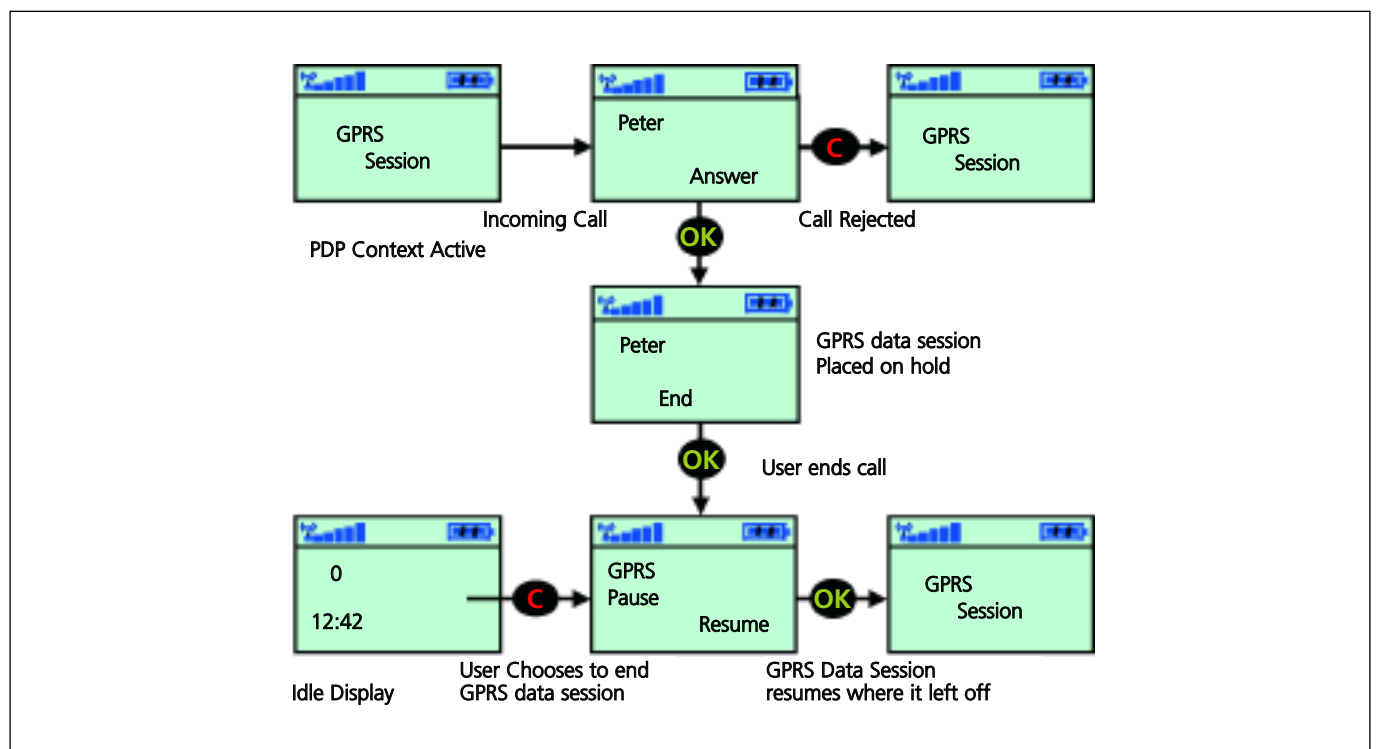 GPRS
Session
Peter
Answer
C
GPRS
Session
Incoming Call
Call Rejected
PDP Context Active
OK
Peter
End
GPRS data session
Placed on hold
OK
User ends call
0
12:42
C
GPRS
Pause
Resume
OK
GPRS
Session
Idle Display
User Chooses to end
GPRS data session
GPRS Data Session
resumes where it left off